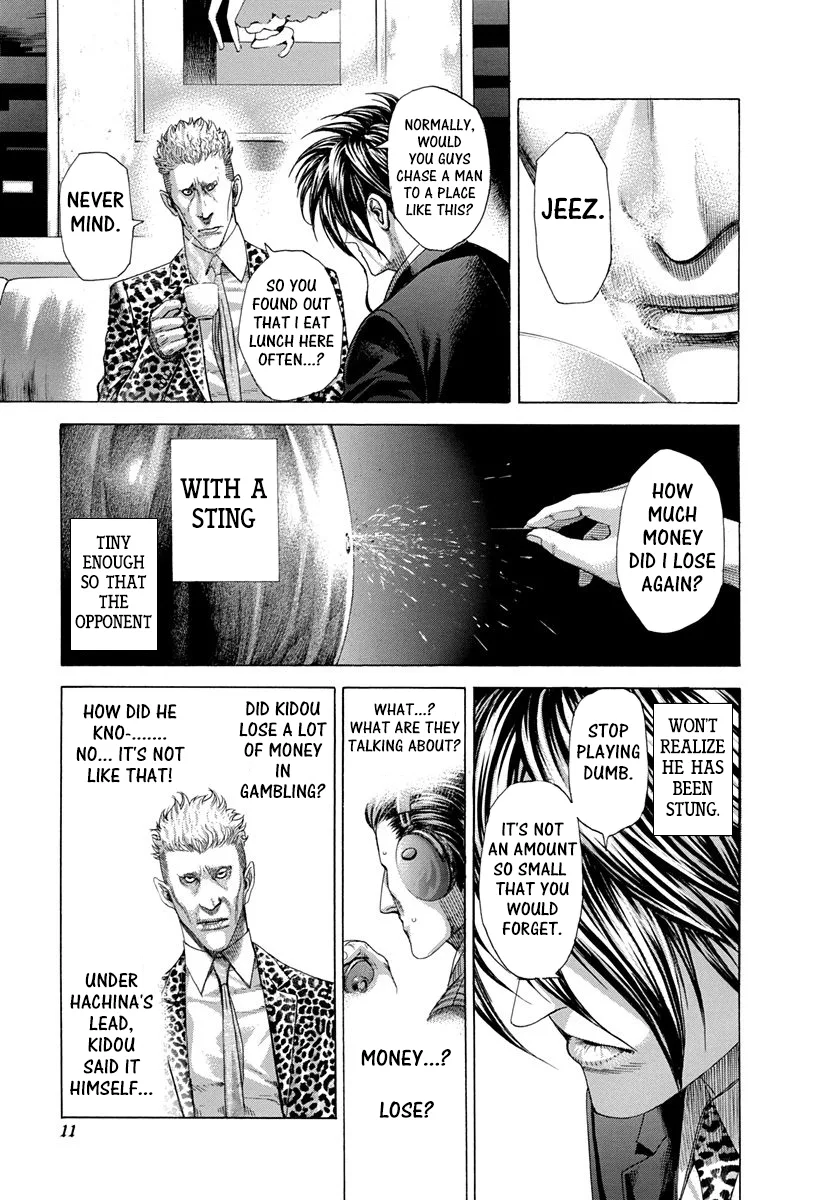 JEEZ.
NORMALLY,
WOULD
YOU GUYS
CHASE A MAN
TO A PLACE
LIKE THIS?
SO YOU
FOUND OUT
THAT I EAT
LUNCH HERE
OFTEN...?
NEVER
MIND.
HOW
MUCH
MONEY
DID I LOSE
AGAIN?
WITH A
STING
TINY
ENOUGH
SO THAT
THE
OPPONENT
WON'T
REALIZE
HE HAS
BEEN
STUNG.
STOP
PLAYING
DUMB.
IT'S NOT
AN AMOUNT
SO SMALL
THAT YOU
WOULD
FORGET.
WHAT...?
WHAT ARE THEY
TALKING ABOUT?
MONEY...?
LOSE?
DID KIDOU
LOSE A LOT
OF MONEY
IN
GAMBLING?
HOW DID HE
KNO-.......
NO... IT'S NOT
LIKE THAT!
UNDER
HACHINA'S
LEAD,
KIDOU
SAID IT
HIMSELF...
11